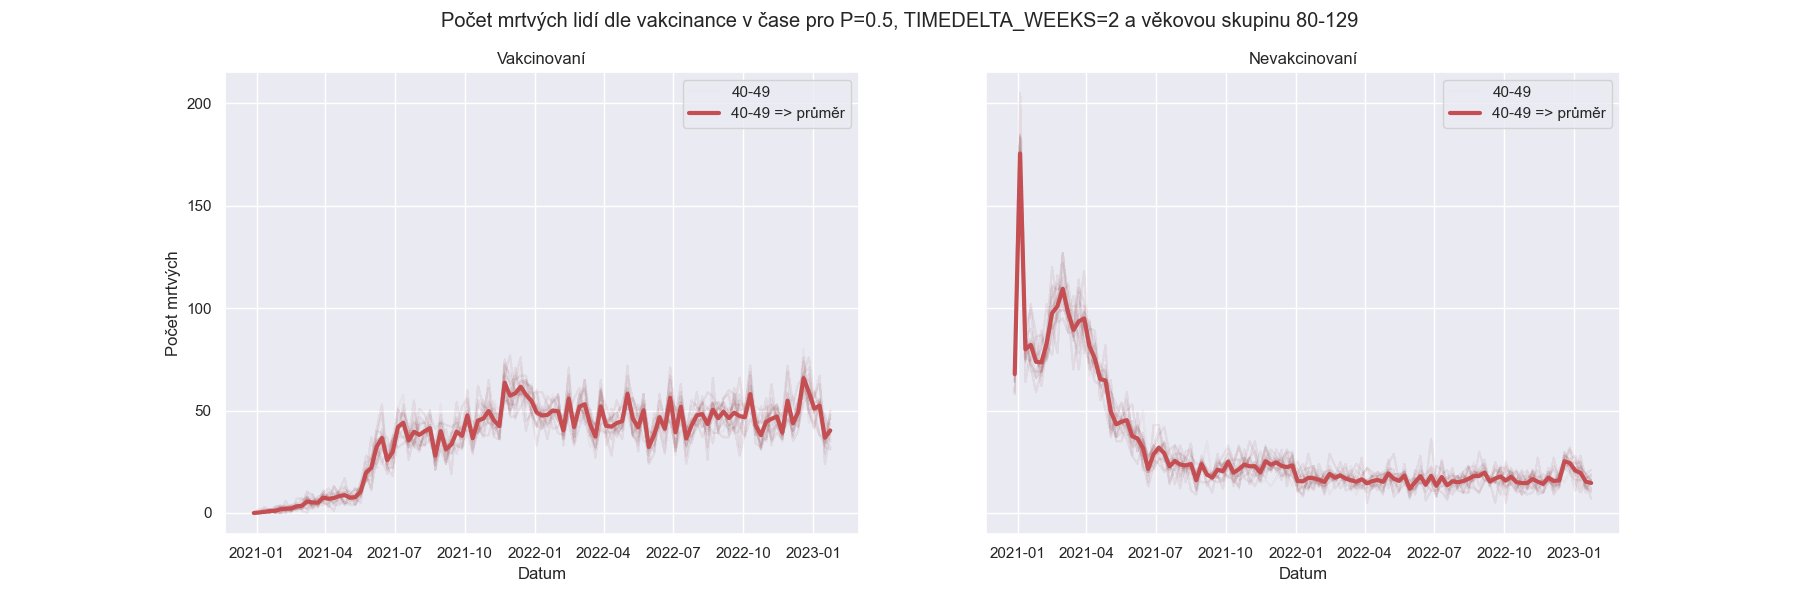 Počet mrtvých lidí dle vakcinance v čase pro P=0.5, TIMEDELTA_WEEKS=2 a věkovou skupinu 80-129
Vakcinovaní
40-49
40-49 => průměr
200
150
100
50
0
Počet mrtvých
2021-01 2021-04 2021-07 2021-10 2022-01 2022-04 2022-07 2022-10 2023-01
Datum
Nevakcinovaní
40-49
40-49 => průměr
2021-01 2021-04 2021-07 2021-10 2022-01 2022-04 2022-07 2022-10 2023-01
Datum